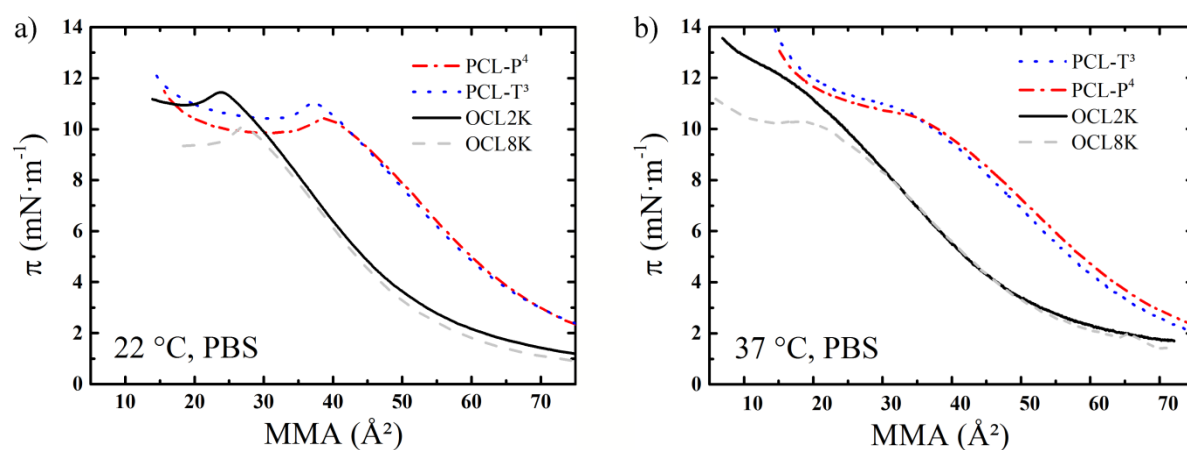 a)
14
12
10
8
6
4
2
0
π (mN·m⁻¹)
PCL-P⁴
PCL-T³
OCL2K
OCL8K
22 °C, PBS
10 20 30 40 50 60 70
MMA (Å²)
b)
14
12
10
8
6
4
2
0
π (mN·m⁻¹)
PCL-T³
PCL-P⁴
OCL2K
OCL8K
37 °C, PBS
10 20 30 40 50 60 70
MMA (Å²)